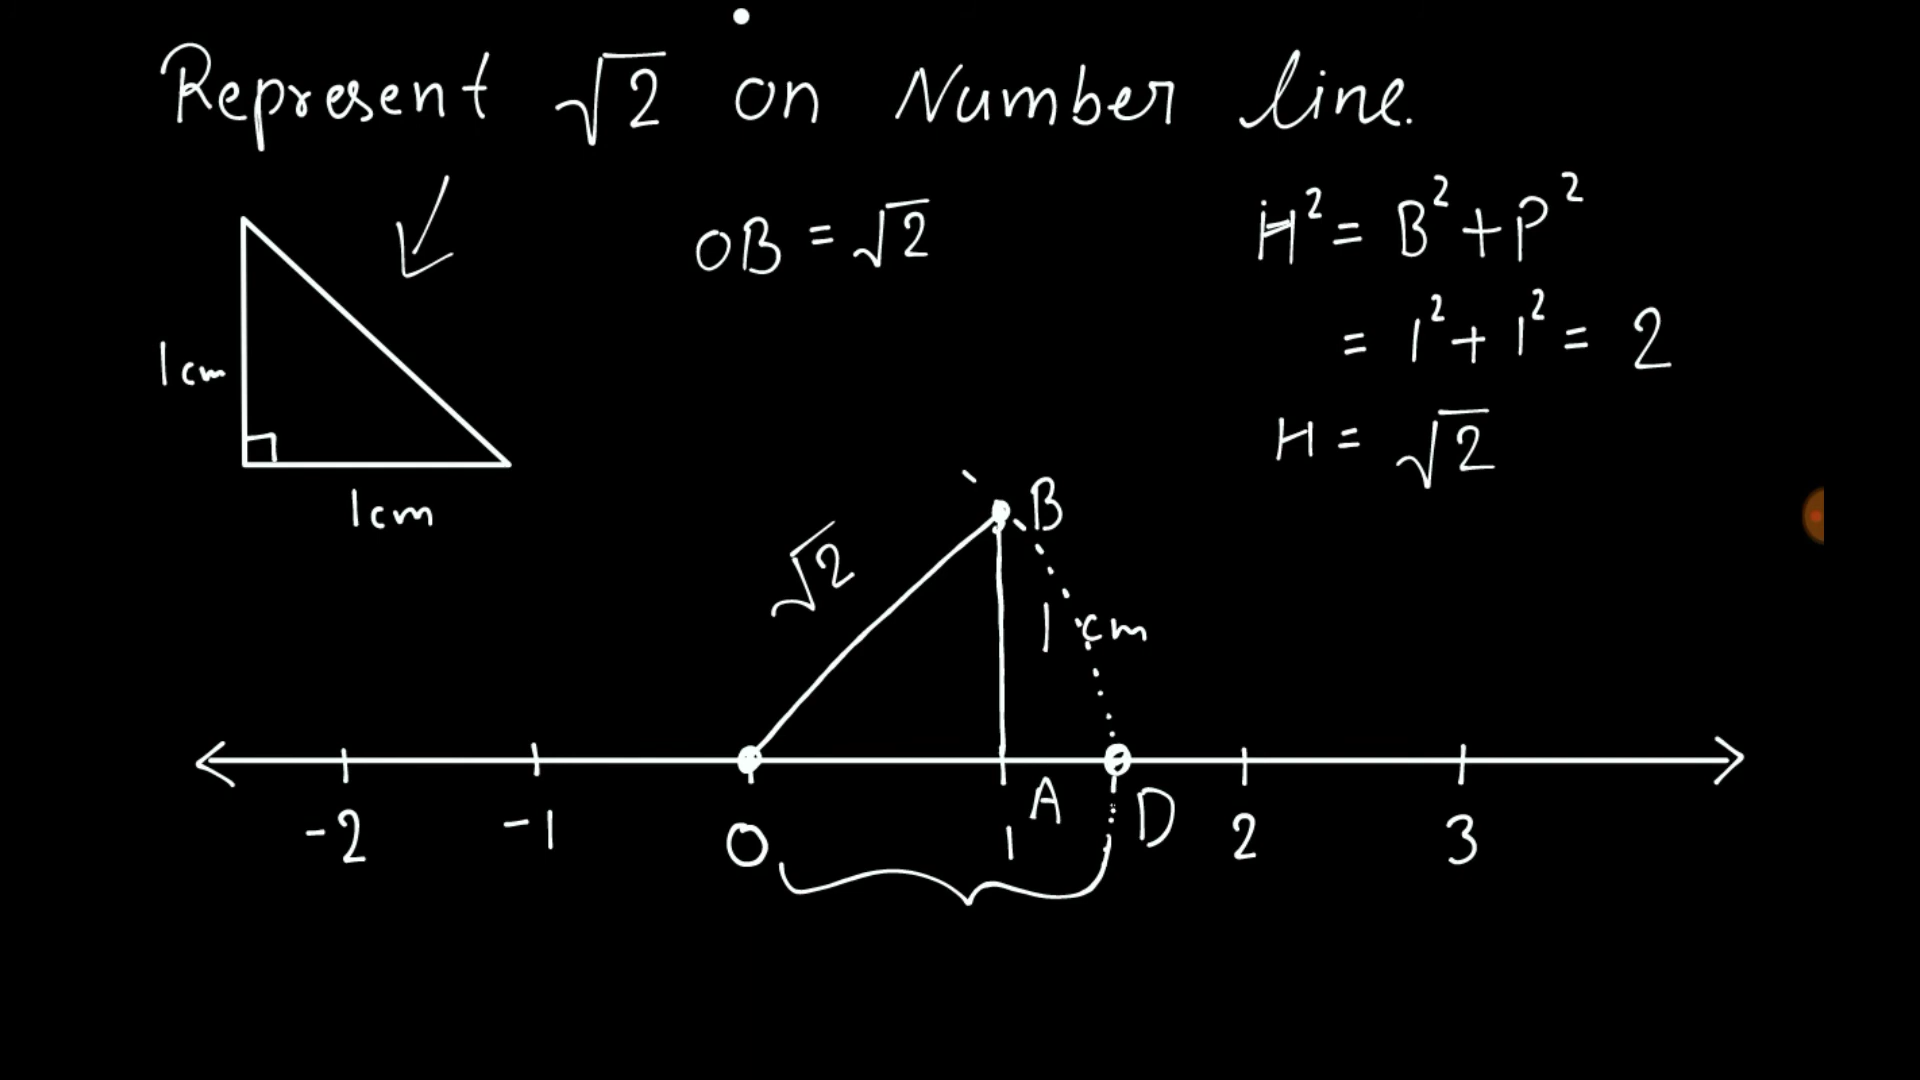 Represent √2 on Number line.
OB = √2
H² = B² + P²
= 1² + 1² = 2
H = √2
1cm
1cm
B
√2
1 cm
A
D
-2 -1 0 1 2 3